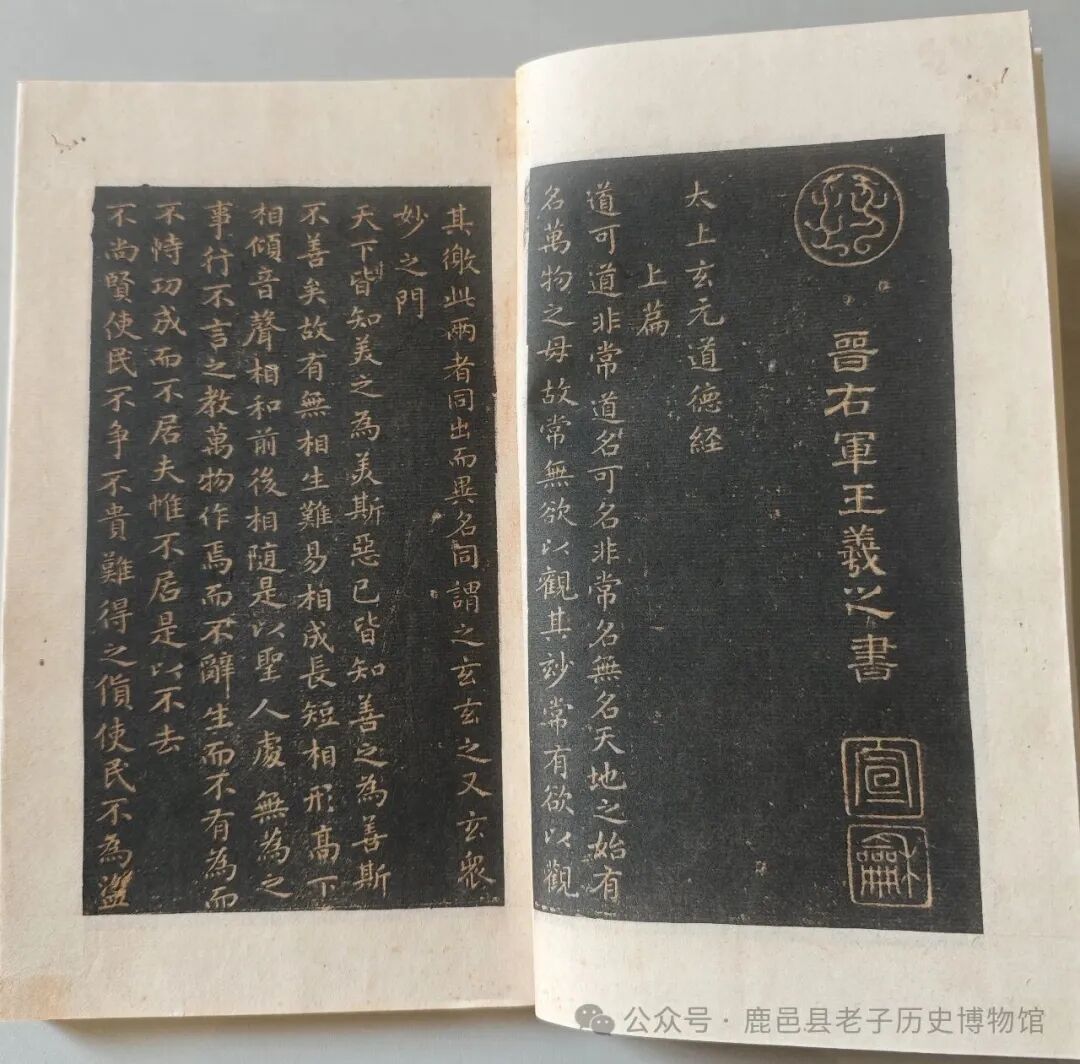 晉右軍王羲之書
宣
龢
太上玄元道德経
上篇
道可道非常道名可名非常名無名天地之始有
名萬物之母故常無欲以觀其妙常有欲以觀
其徼此兩者同出而異名同謂之玄玄之又玄衆
妙之門
天下皆知美之為美斯惡已皆知善之為善斯
不善矣故有無相生難易相成長短相形高下
相傾音聲相和前後相随是以聖人處無為之
事行不言之教萬物作焉而不辭生而不有為而
不恃功成而不居夫惟不居是以不去
不尚賢使民不争不貴難得之貨使民不為盜
公众号·鹿邑县老子历史博物馆